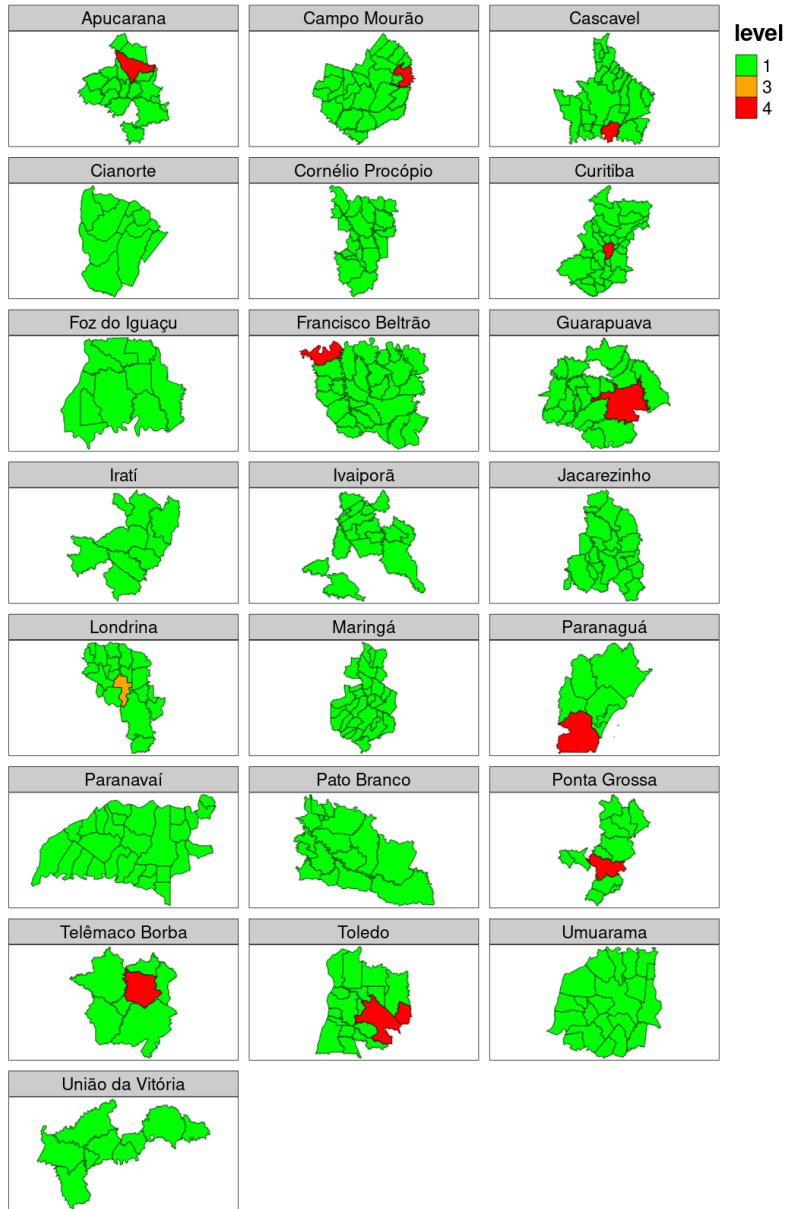 Apucarana
Campo Mourão
Cascavel
level
1
3
4
Cianorte
Cornélio Procópio
Curitiba
Foz do Iguaçu
Francisco Beltrão
Guarapuava
Iratí
Ivaiporã
Jacarezinho
Londrina
Maringá
Paranaguá
Paranavaí
Pato Branco
Ponta Grossa
Telêmaco Borba
Toledo
Umuarama
União da Vitória